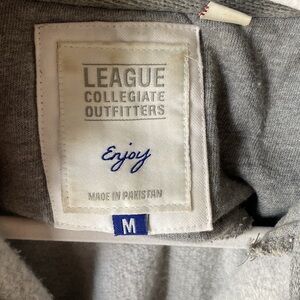 LEAGUE
COLLEGIATE
OUTFITTERS
Enjoy
MADE IN PAKISTAN
M